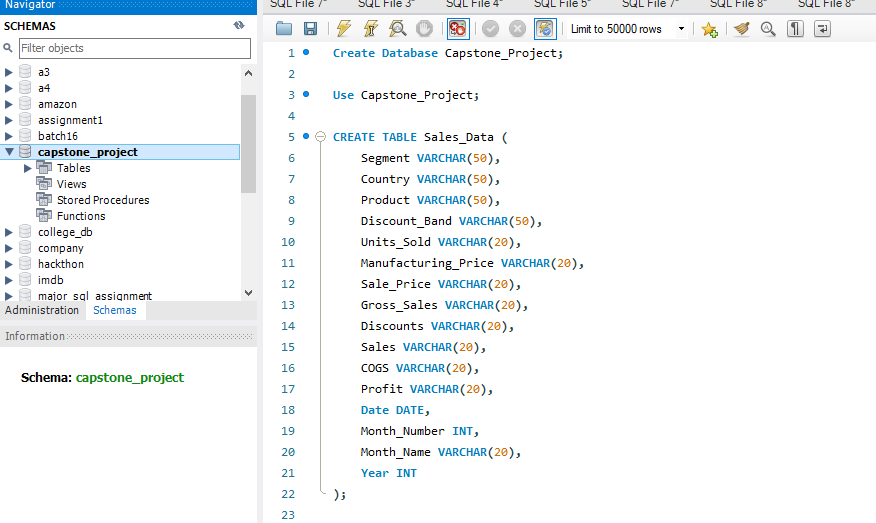 Navigator
SCHEMAS
Filter objects
a3
a4
amazon
assignment1
batch16
capstone_project
Tables
Views
Stored Procedures
Functions
college_db
company
hackthon
imdb
major_sql_assignment
Administration Schemas
Information
Schema: capstone_project
SQL File 7* SQL File 3* SQL File 4* SQL File 5* SQL File 7* SQL File 8* SQL File 8*
Limit to 50000 rows
1 Create Database Capstone_Project;
2
3 Use Capstone_Project;
4
5 CREATE TABLE Sales_Data (
6 Segment VARCHAR(50),
7 Country VARCHAR(50),
8 Product VARCHAR(50),
9 Discount_Band VARCHAR(50),
10 Units_Sold VARCHAR(20),
11 Manufacturing_Price VARCHAR(20),
12 Sale_Price VARCHAR(20),
13 Gross_Sales VARCHAR(20),
14 Discounts VARCHAR(20),
15 Sales VARCHAR(20),
16 COGS VARCHAR(20),
17 Profit VARCHAR(20),
18 Date DATE,
19 Month_Number INT,
20 Month_Name VARCHAR(20),
21 Year INT
22 );
23